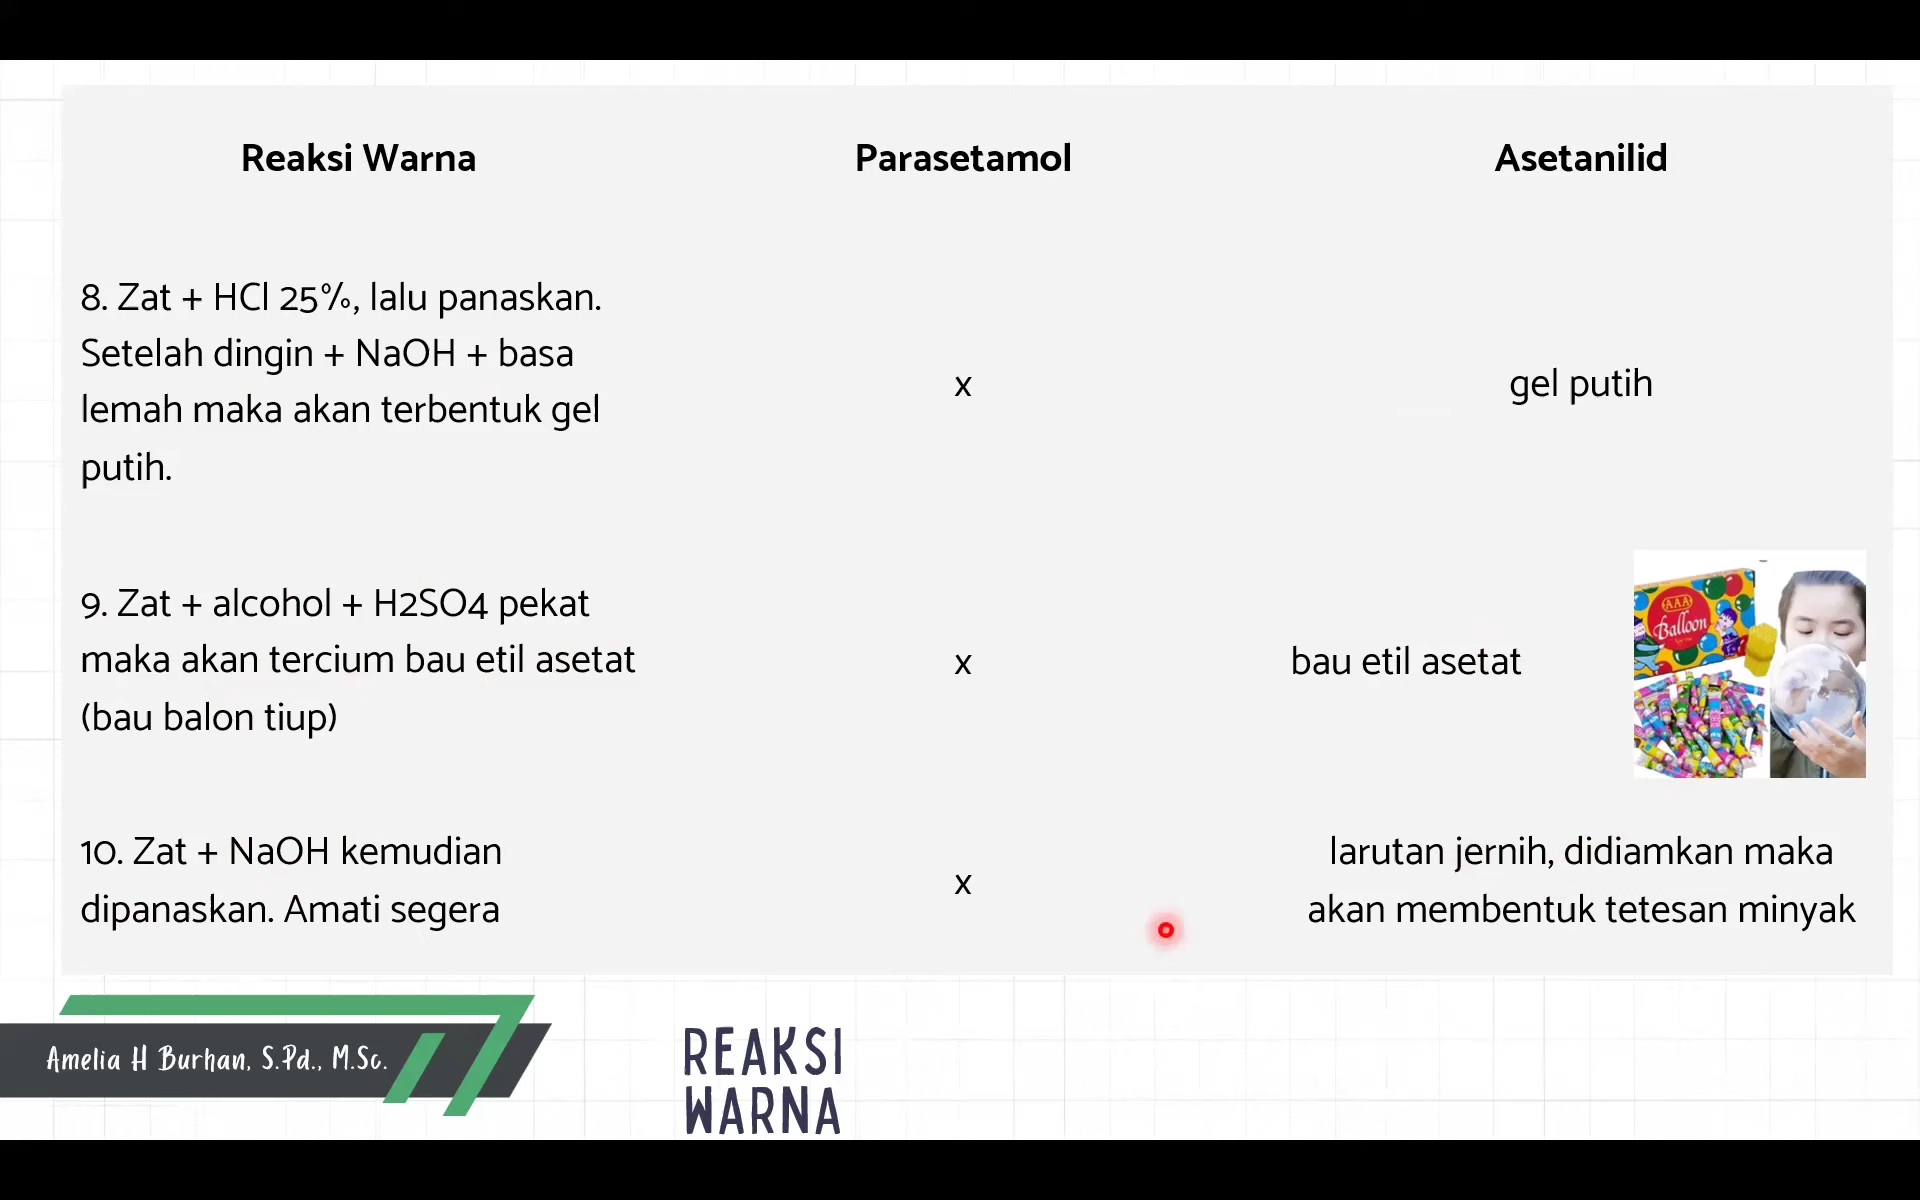 Reaksi Warna
Parasetamol
Asetanilid
8. Zat + HCl 25%, lalu panaskan.
Setelah dingin + NaOH + basa
lemah maka akan terbentuk gel
putih.
x
gel putih
9. Zat + alcohol + H2SO4 pekat
maka akan tercium bau etil asetat
(bau balon tiup)
x
bau etil asetat
AAA
Balloon
10. Zat + NaOH kemudian
dipanaskan. Amati segera
x
larutan jernih, didiamkan maka
akan membentuk tetesan minyak
Amelia H Burhan, S.Pd., M.Sc.
REAKSI
WARNA